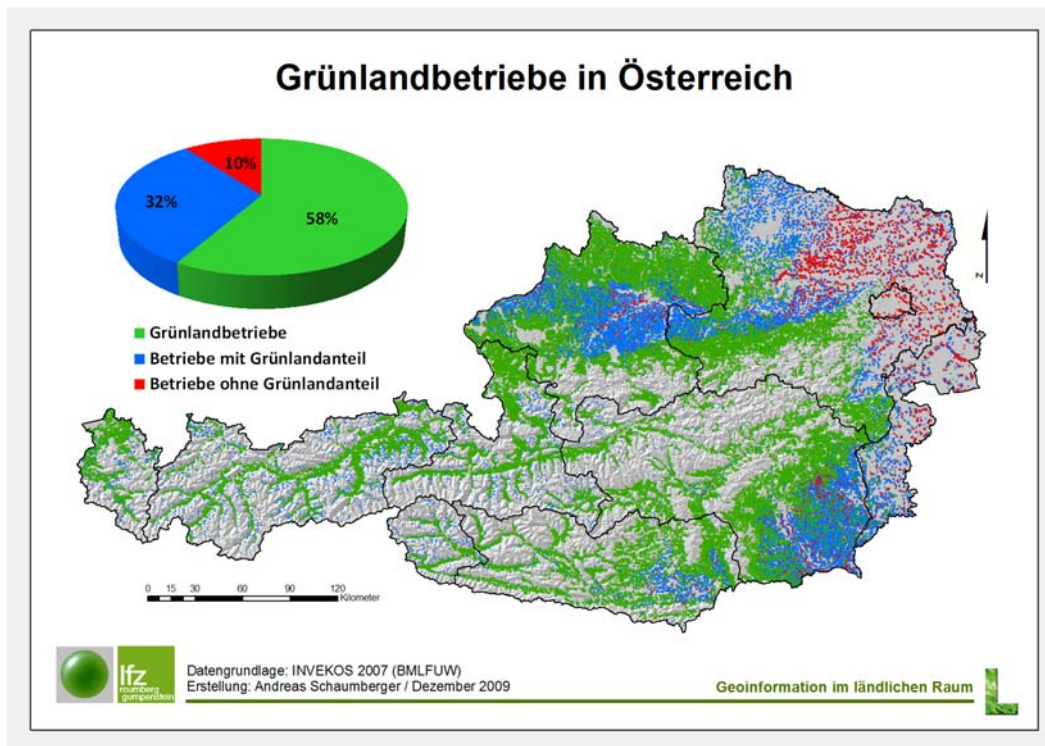 Grünlandbetriebe in Österreich
10%
32%
58%
Grünlandbetriebe
Betriebe mit Grünlandanteil
Betriebe ohne Grünlandanteil
N
0 15 30 60 90 120
Kilometer
lfz
raumberg
gumpenstein
Datengrundlage: INVEKOS 2007 (BMLFUW)
Erstellung: Andreas Schaumberger / Dezember 2009
Geoinformation im ländlichen Raum
L